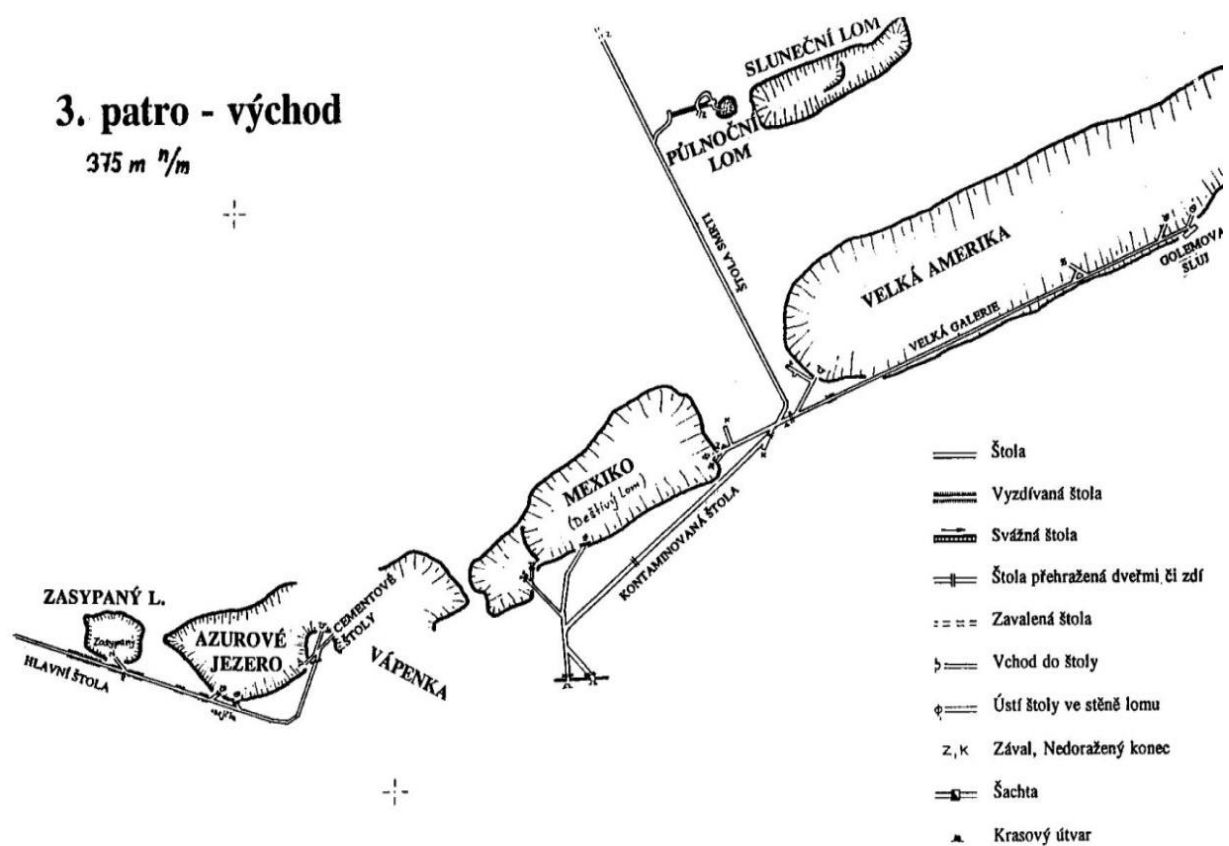 3. patro - východ
375 m n/m
SLUNEČNÍ LOM
PŮLNOČNÍ
LOM
ŠTOLA SMRTI
VELKÁ AMERIKA
GOLEMOVA
SLUJ
VELKÁ GALERIE
MEXIKO
(Deštivý lom)
KONTAMINOVANÁ ŠTOLA
CEMENTOVÉ
ŠTOLY
VÁPENKA
ZASYPANÝ L.
Zasypaný
AZUROVÉ
JEZERO
HLAVNÍ ŠTOLA
Štola
Vyzdívaná štola
Svážná štola
Štola přehražená dveřmi či zdí
Zavalená štola
Vchod do štoly
Ústí štoly ve stěně lomu
Z, K Zával, Nedoražený konec
Šachta
Krasový útvar